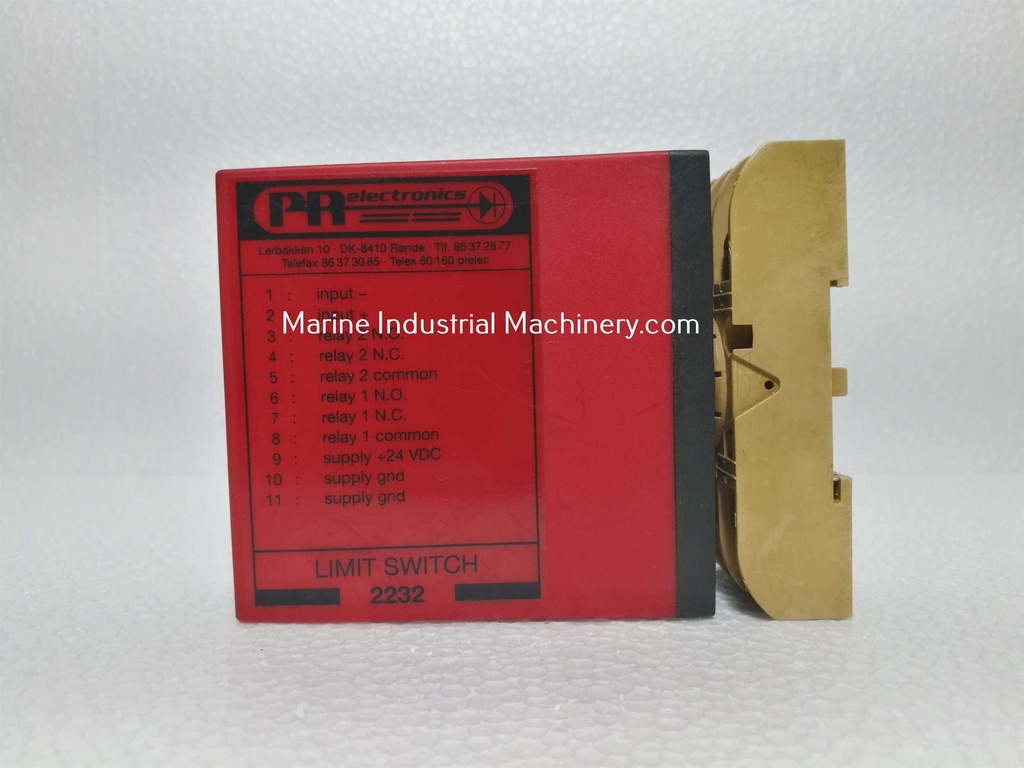 PR electronics
Lerbakken 10 · DK-8410 Rønde · Tlf. 86 37 26 77
Telefax 86 37 30 85 · Telex 60 160 prelec
1 : input –
2 : input +
Marine Industrial Machinery.com
3 : relay 2 N.O.
4 : relay 2 N.C.
5 : relay 2 common
6 : relay 1 N.O.
7 : relay 1 N.C.
8 : relay 1 common
9 : supply +24 VDC
10 : supply gnd
11 : supply gnd
LIMIT SWITCH
2232